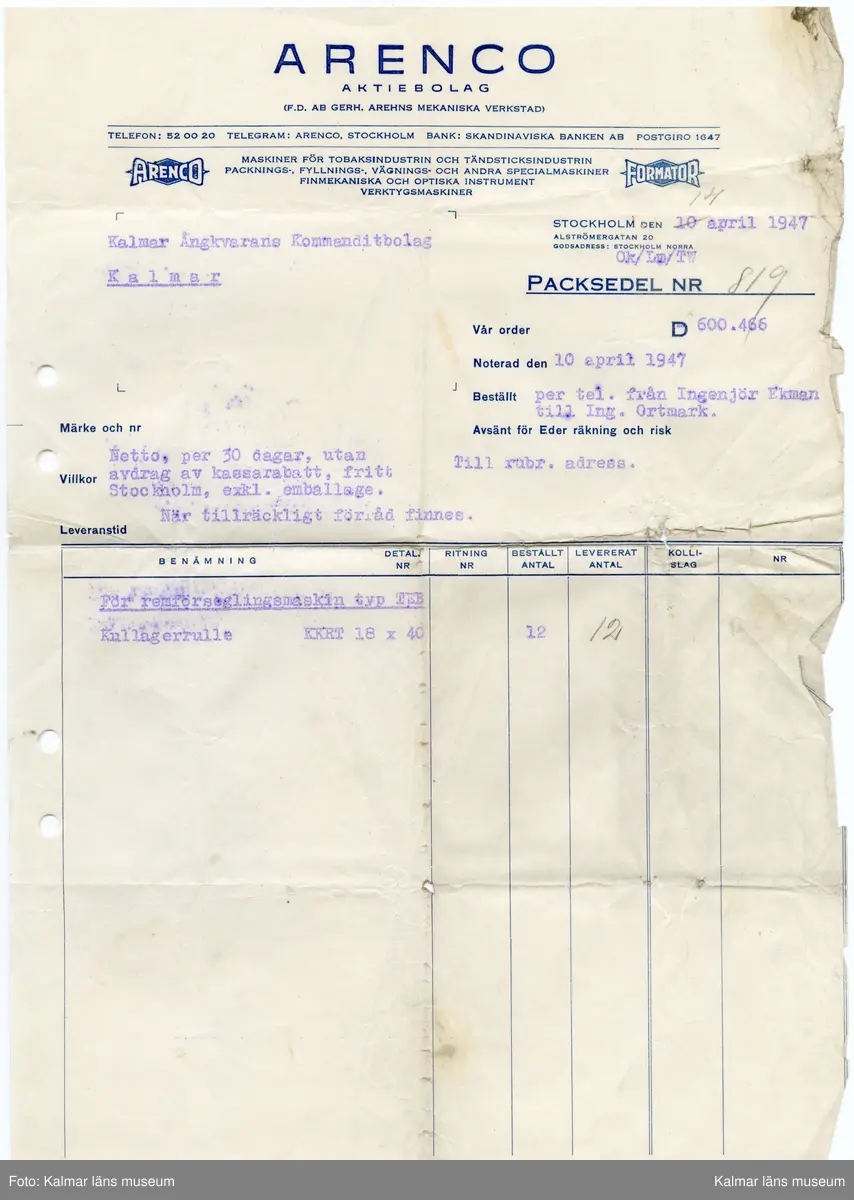 ARENCO
AKTIEBOLAG
(F.D. AB GERH. AREHNS MEKANISKA VERKSTAD)
TELEFON: 52 00 20 TELEGRAM: ARENCO, STOCKHOLM BANK: SKANDINAVISKA BANKEN AB POSTGIRO 1647
ARENCO
MASKINER FÖR TOBAKSINDUSTRIN OCH TÄNDSTICKSINDUSTRIN
PACKNINGS-, FYLLNINGS-, VÄGNINGS- OCH ANDRA SPECIALMASKINER
FINMEKANISKA OCH OPTISKA INSTRUMENT
VERKTYGSMASKINER
FORMATOR
14
STOCKHOLM DEN 10 april 1947
ALSTRÖMERGATAN 20
GODSADRESS: STOCKHOLM NORRA
Ok/Lm/TW
Kalmar Ångkvarans Kommanditbolag
Kalmar
PACKSEDEL NR 819
Vår order D 600.466
Noterad den 10 april 1947
Beställt per tel. från Ingenjör Ekman
till Ing. Ortmark.
Märke och nr
Avsänt för Eder räkning och risk
Till rubr. adress.
Villkor Netto, per 30 dagar, utan
avdrag av kassarabatt, fritt
Stockholm, exkl. emballage.
När tillräckligt förråd finnes.
Leveranstid
BENÄMNING DETALJ NR RITNING NR BESTÄLLT ANTAL LEVERERAT ANTAL KOLLI-SLAG NR
För remförseglingsmaskin typ TEB
Kullagerrulle KKRT 18 x 40 12 12
Foto: Kalmar läns museum
Kalmar läns museum